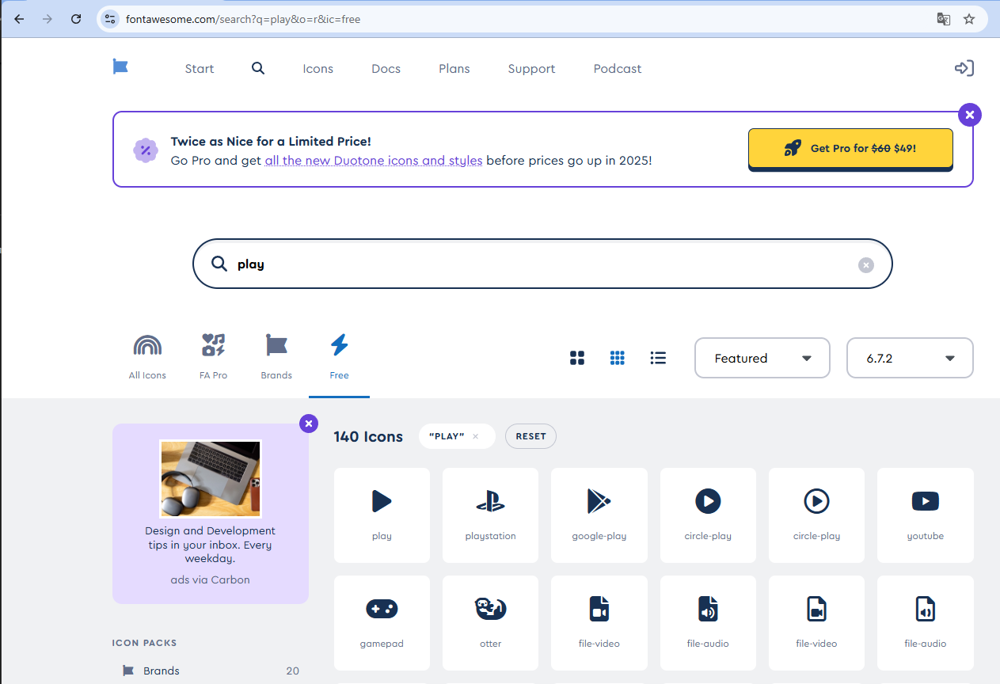 fontawesome.com/search?q=play&o=r&ic=free
Start
Icons
Docs
Plans
Support
Podcast
Twice as Nice for a Limited Price!
Go Pro and get all the new Duotone icons and styles before prices go up in 2025!
Get Pro for $60 $49!
play
All Icons
FA Pro
Brands
Free
Featured
6.7.2
Design and Development
tips in your inbox. Every
weekday.
ads via Carbon
140 Icons
“PLAY” ×
RESET
play
playstation
google-play
circle-play
circle-play
youtube
gamepad
otter
file-video
file-audio
file-video
file-audio
ICON PACKS
Brands 20